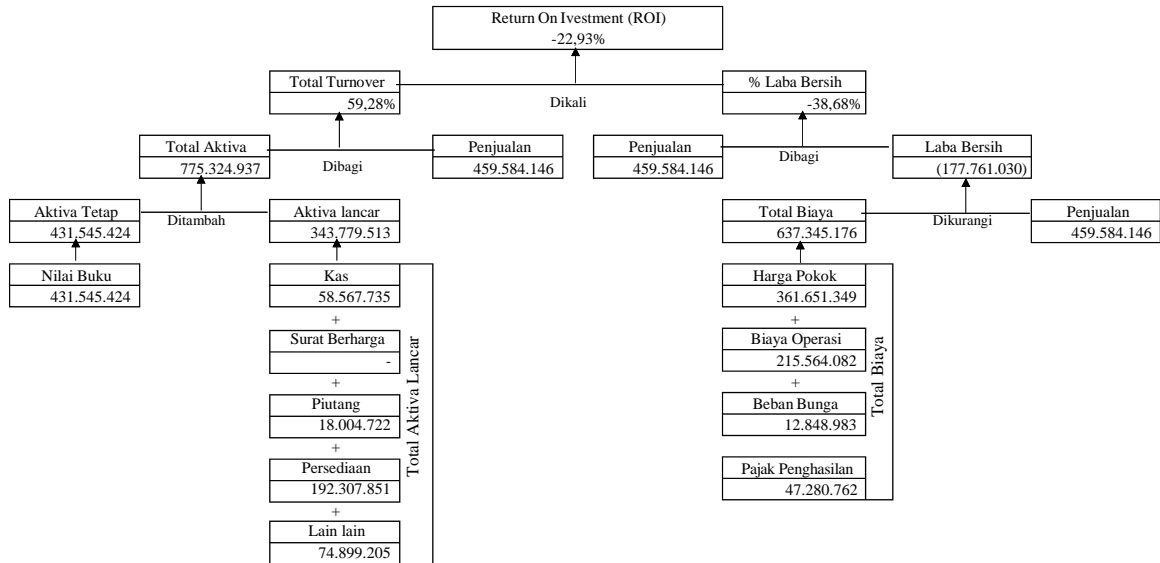 Return On Ivestment (ROI)
-22,93%
Total Turnover
59,28%
Dikali
% Laba Bersih
-38,68%
Total Aktiva
775.324.937
Dibagi
Penjualan
459.584.146
Penjualan
459.584.146
Dibagi
Laba Bersih
(177.761.030)
Aktiva Tetap
431.545.424
Ditambah
Aktiva lancar
343.779.513
Total Biaya
637.345.176
Dikurangi
Penjualan
459.584.146
Nilai Buku
431.545.424
Kas
58.567.735
+
Surat Berharga
-
+
Piutang
18.004.722
+
Persediaan
192.307.851
+
Lain lain
74.899.205
Total Aktiva Lancar
Harga Pokok
361.651.349
+
Biaya Operasi
215.564.082
+
Beban Bunga
12.848.983
Pajak Penghasilan
47.280.762
Total Biaya